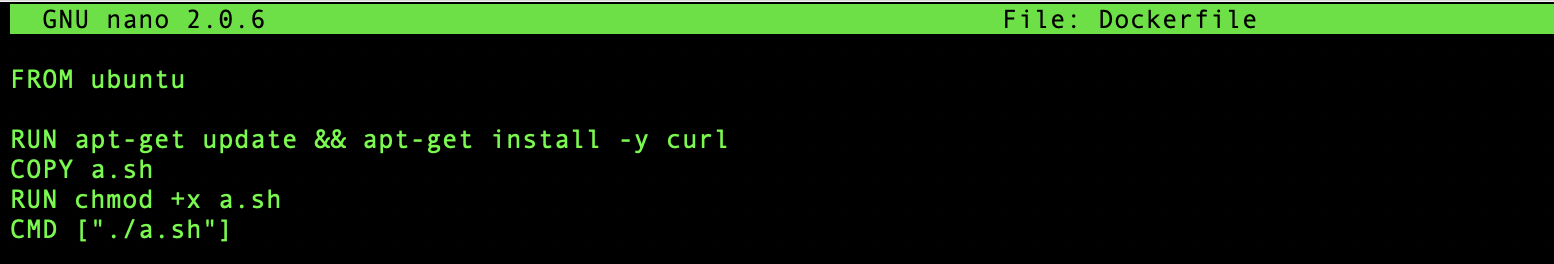 GNU nano 2.0.6 File: Dockerfile
FROM ubuntu
RUN apt-get update && apt-get install -y curl
COPY a.sh
RUN chmod +x a.sh
CMD ["./a.sh"]